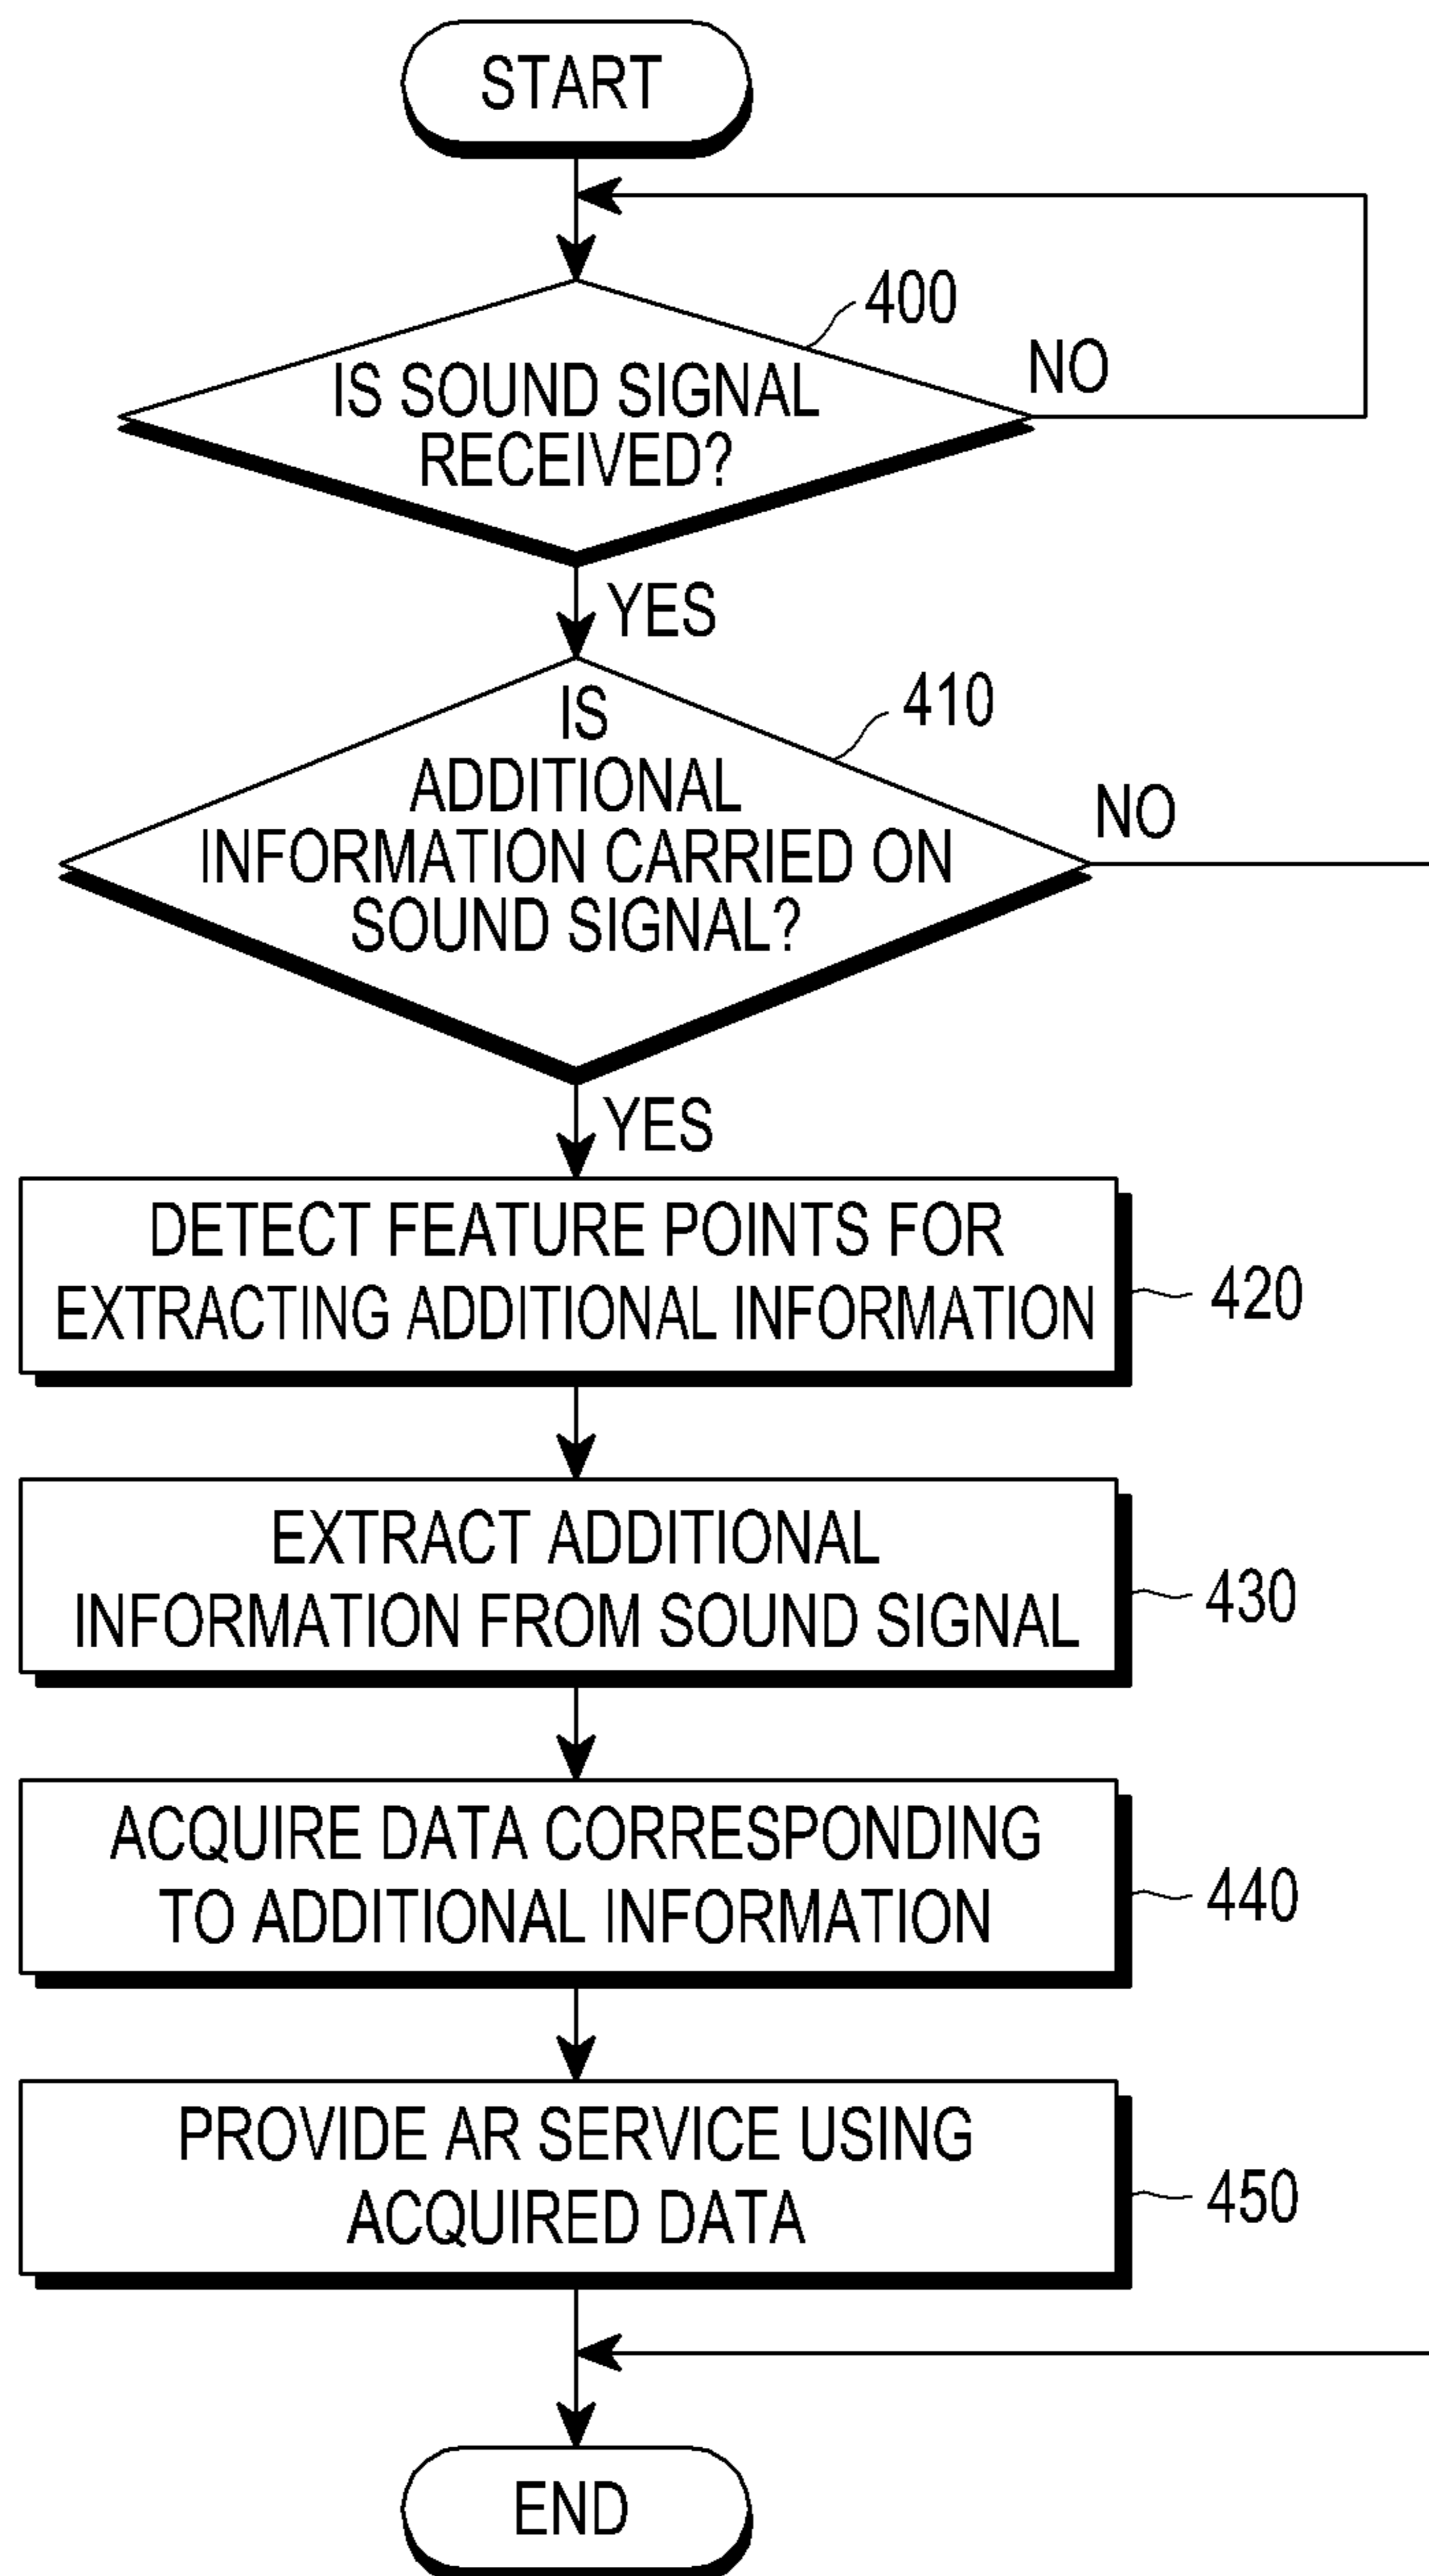 START
400
IS SOUND SIGNAL
RECEIVED?
NO
YES
IS
ADDITIONAL
INFORMATION CARRIED ON
SOUND SIGNAL?
410
NO
YES
DETECT FEATURE POINTS FOR
EXTRACTING ADDITIONAL INFORMATION
420
EXTRACT ADDITIONAL
INFORMATION FROM SOUND SIGNAL
430
ACQUIRE DATA CORRESPONDING
TO ADDITIONAL INFORMATION
440
PROVIDE AR SERVICE USING
ACQUIRED DATA
450
END